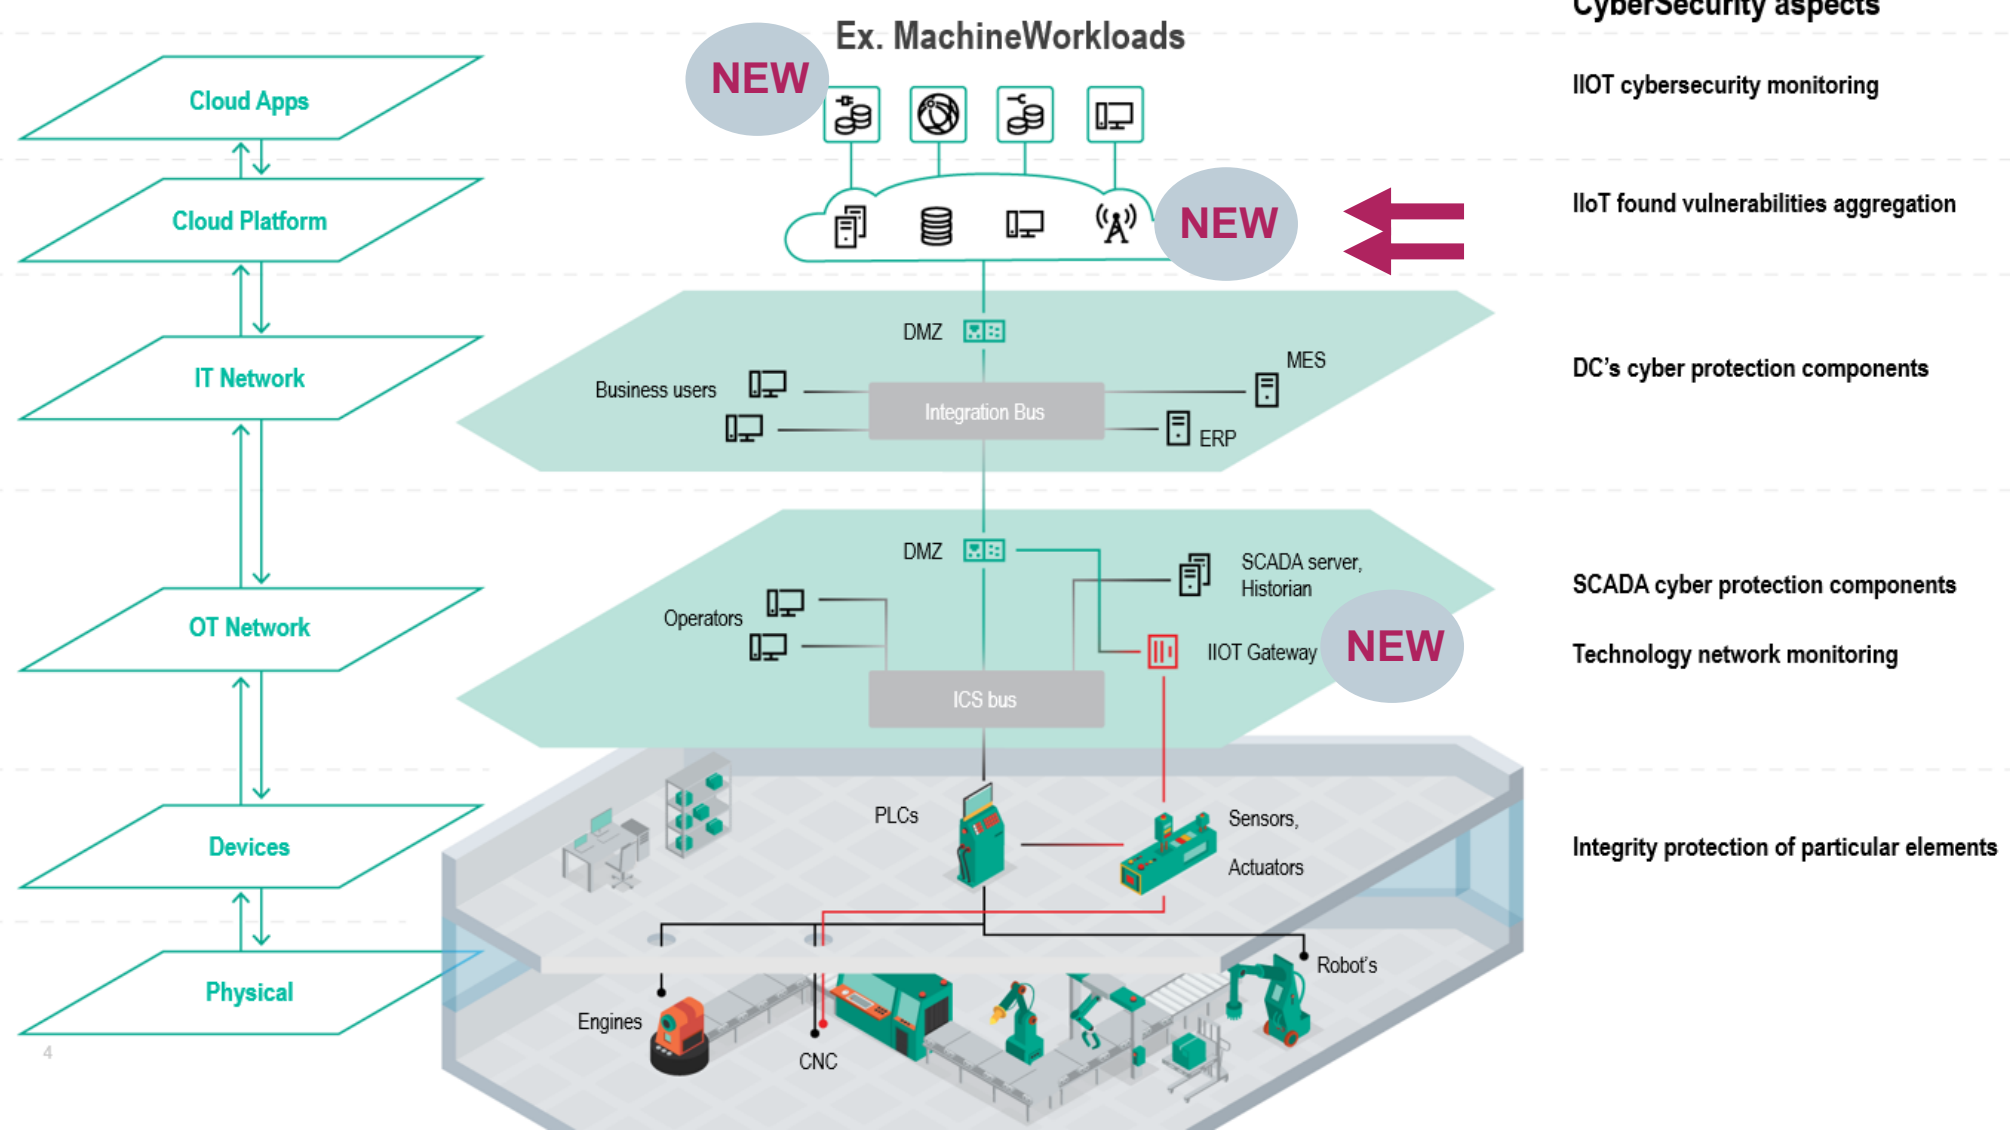 CyberSecurity aspects
Ex. MachineWorkloads
NEW
Cloud Apps
IIOT cybersecurity monitoring
Cloud Platform
NEW
IIoT found vulnerabilities aggregation
DMZ
IT Network
Business users
MES
DC’s cyber protection components
Integration Bus
ERP
DMZ
SCADA server,
Historian
SCADA cyber protection components
OT Network
Operators
IIOT Gateway
NEW
Technology network monitoring
ICS bus
PLCs
Sensors,
Actuators
Devices
Integrity protection of particular elements
Physical
Robot's
Engines
CNC
4